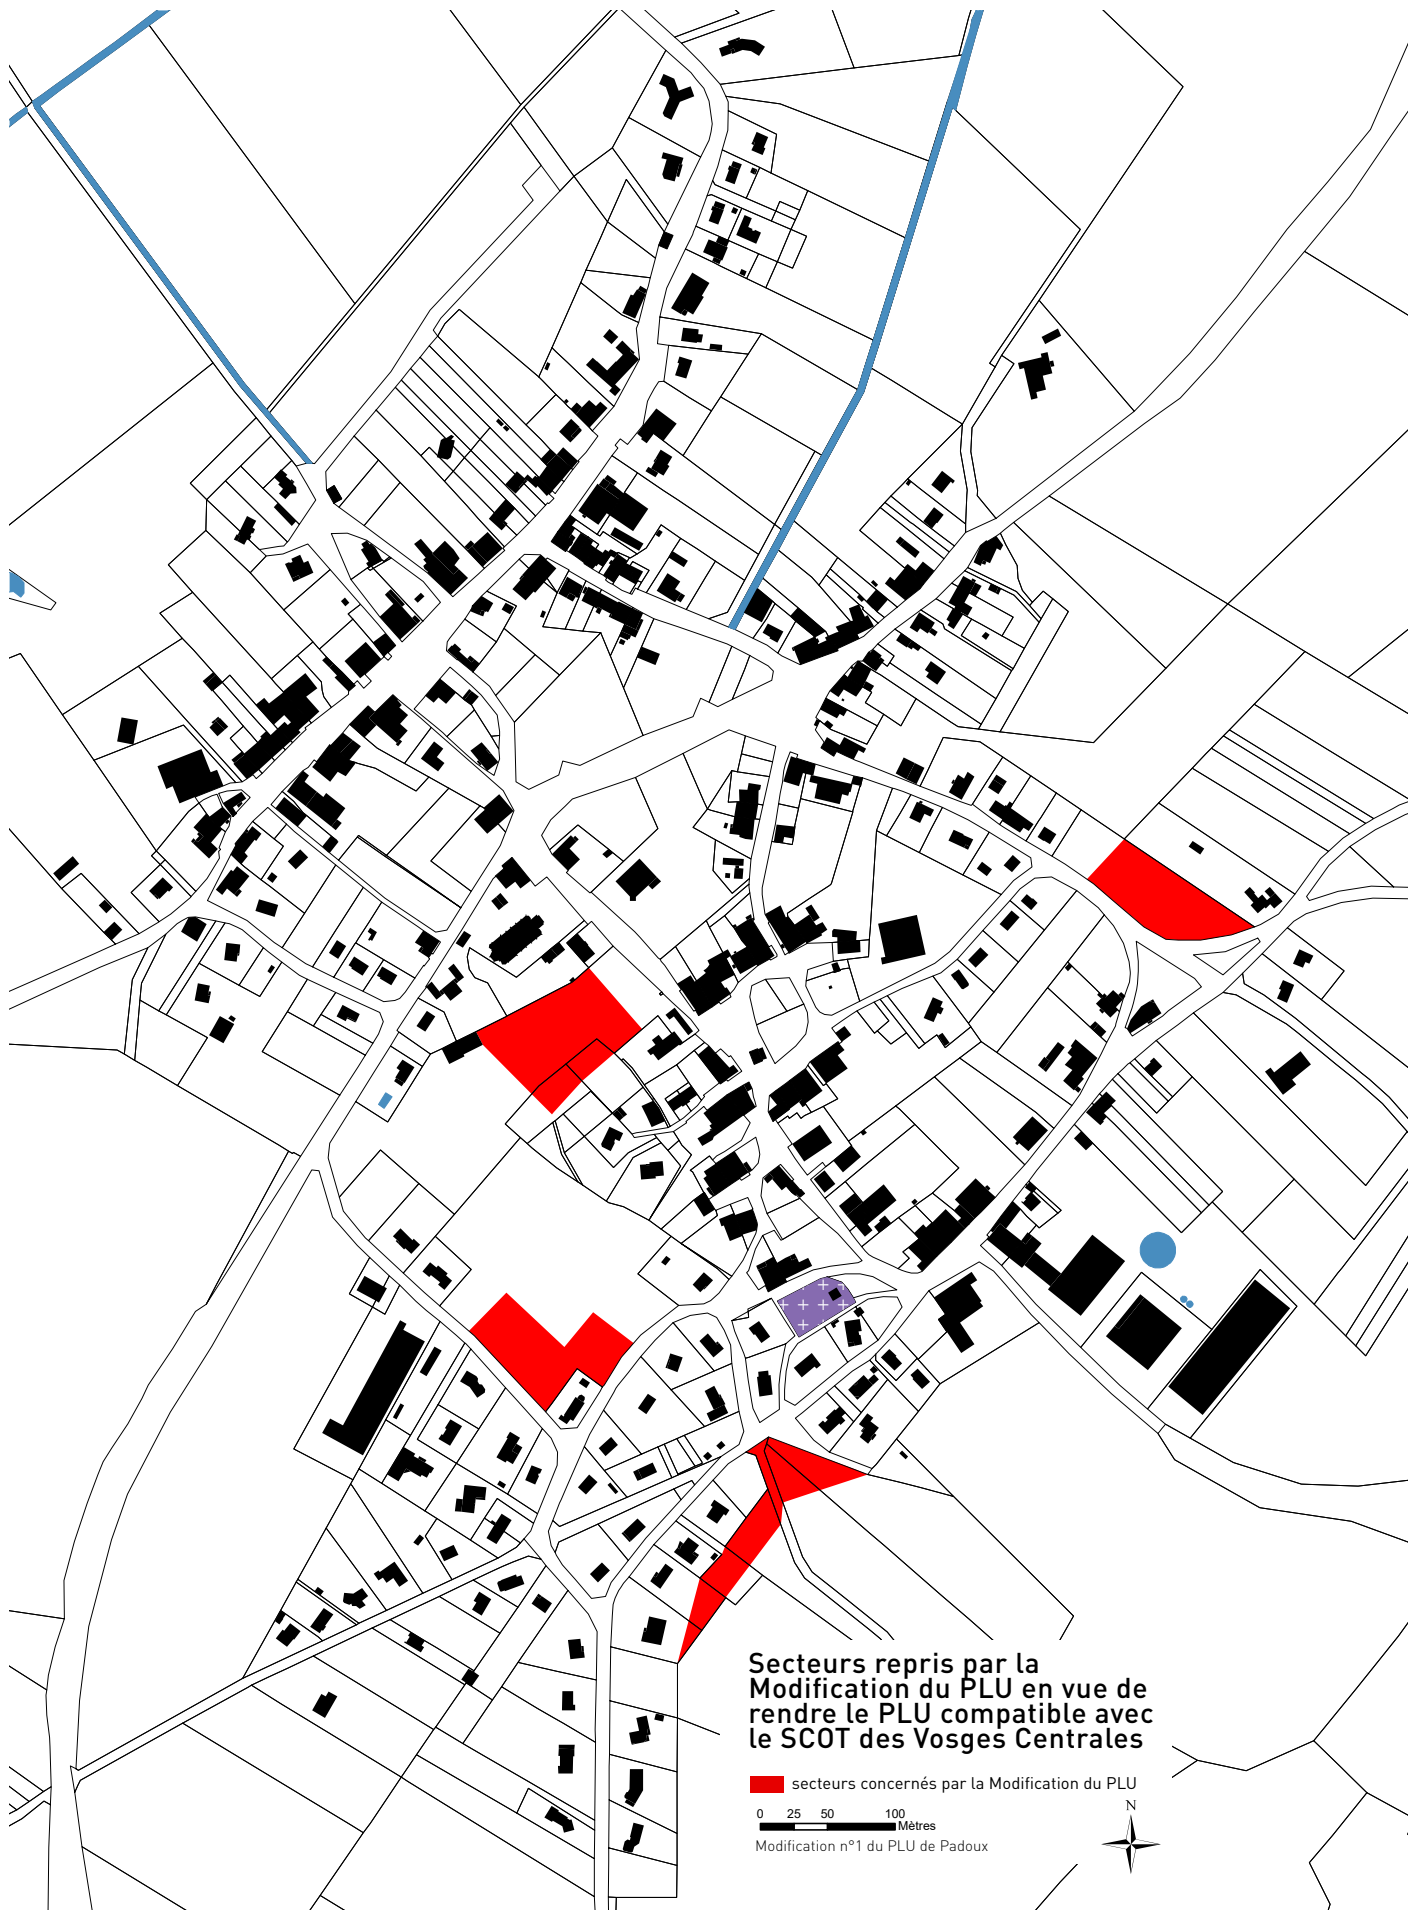 Secteurs repris par la
Modification du PLU en vue de
rendre le PLU compatible avec
le SCOT des Vosges Centrales
secteurs concernés par la Modification du PLU
N
0 25 50 100
Mètres
Modification n°1 du PLU de Padoux